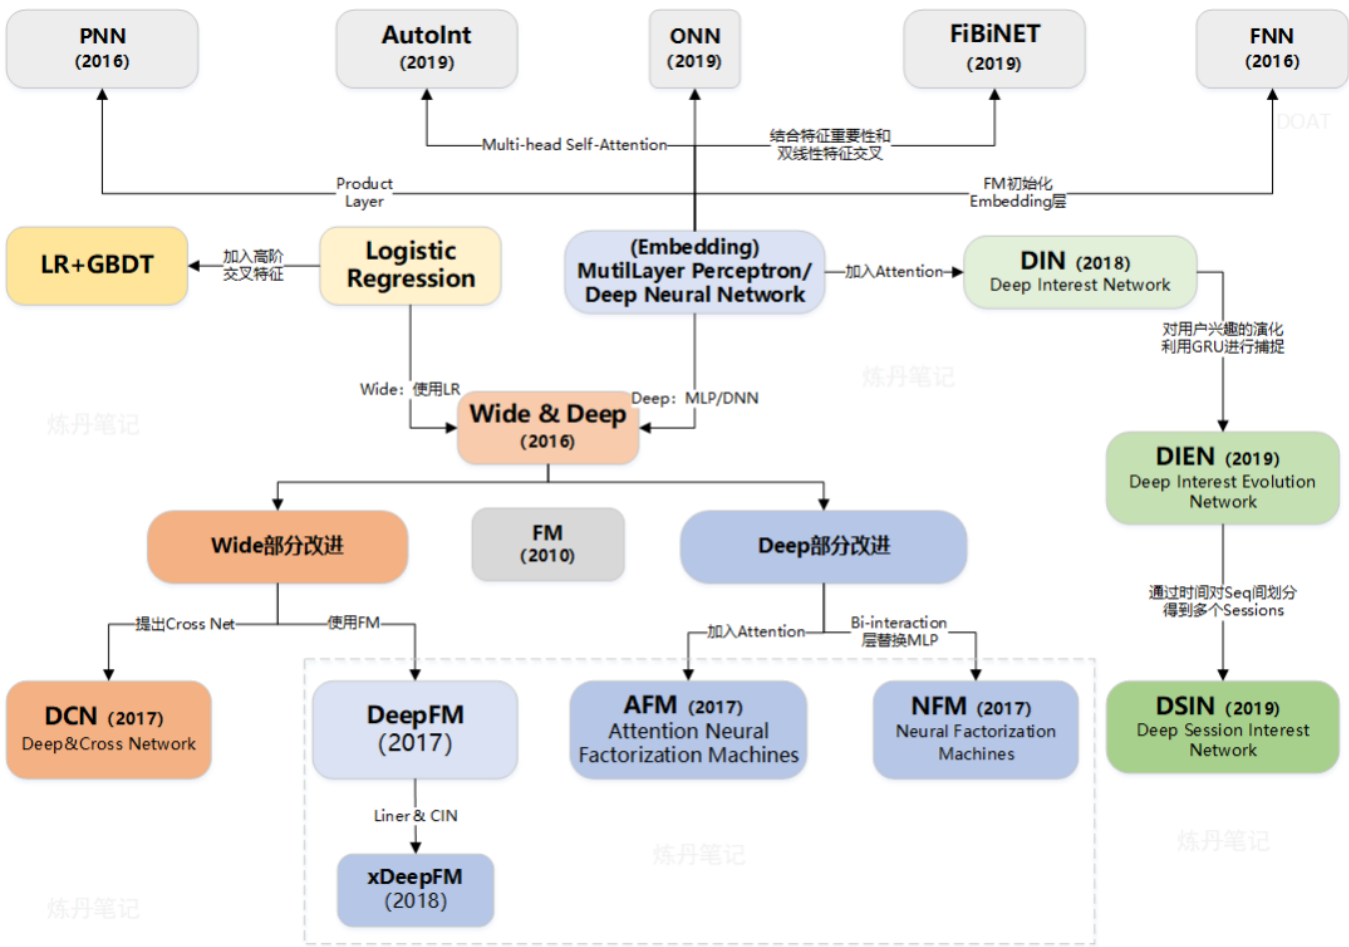 PNN
(2016)
AutoInt
(2019)
ONN
(2019)
FiBiNET
(2019)
FNN
(2016)
DOAT
Multi-head Self-Attention
结合特征重要性和
双线性特征交叉
Product
Layer
FM初始化
Embedding层
LR+GBDT
加入高阶
交叉特征
Logistic
Regression
(Embedding)
MutilLayer Perceptron/
Deep Neural Network
加入Attention
DIN (2018)
Deep Interest Network
对用户兴趣的演化
利用GRU进行捕捉
炼丹笔记
Wide：使用LR
Deep：MLP/DNN
Wide & Deep
(2016)
炼丹笔记
DIEN (2019)
Deep Interest Evolution
Network
Wide部分改进
FM
(2010)
Deep部分改进
通过时间对Seq间划分
得到多个Sessions
提出Cross Net
使用FM
加入Attention
Bi-interaction
层替换MLP
DCN (2017)
Deep&Cross Network
DeepFM
(2017)
AFM (2017)
Attention Neural
Factorization Machines
NFM (2017)
Neural Factorization
Machines
DSIN (2019)
Deep Session Interest
Network
Liner & CIN
炼丹笔记
炼丹笔记
xDeepFM
(2018)
炼丹笔记